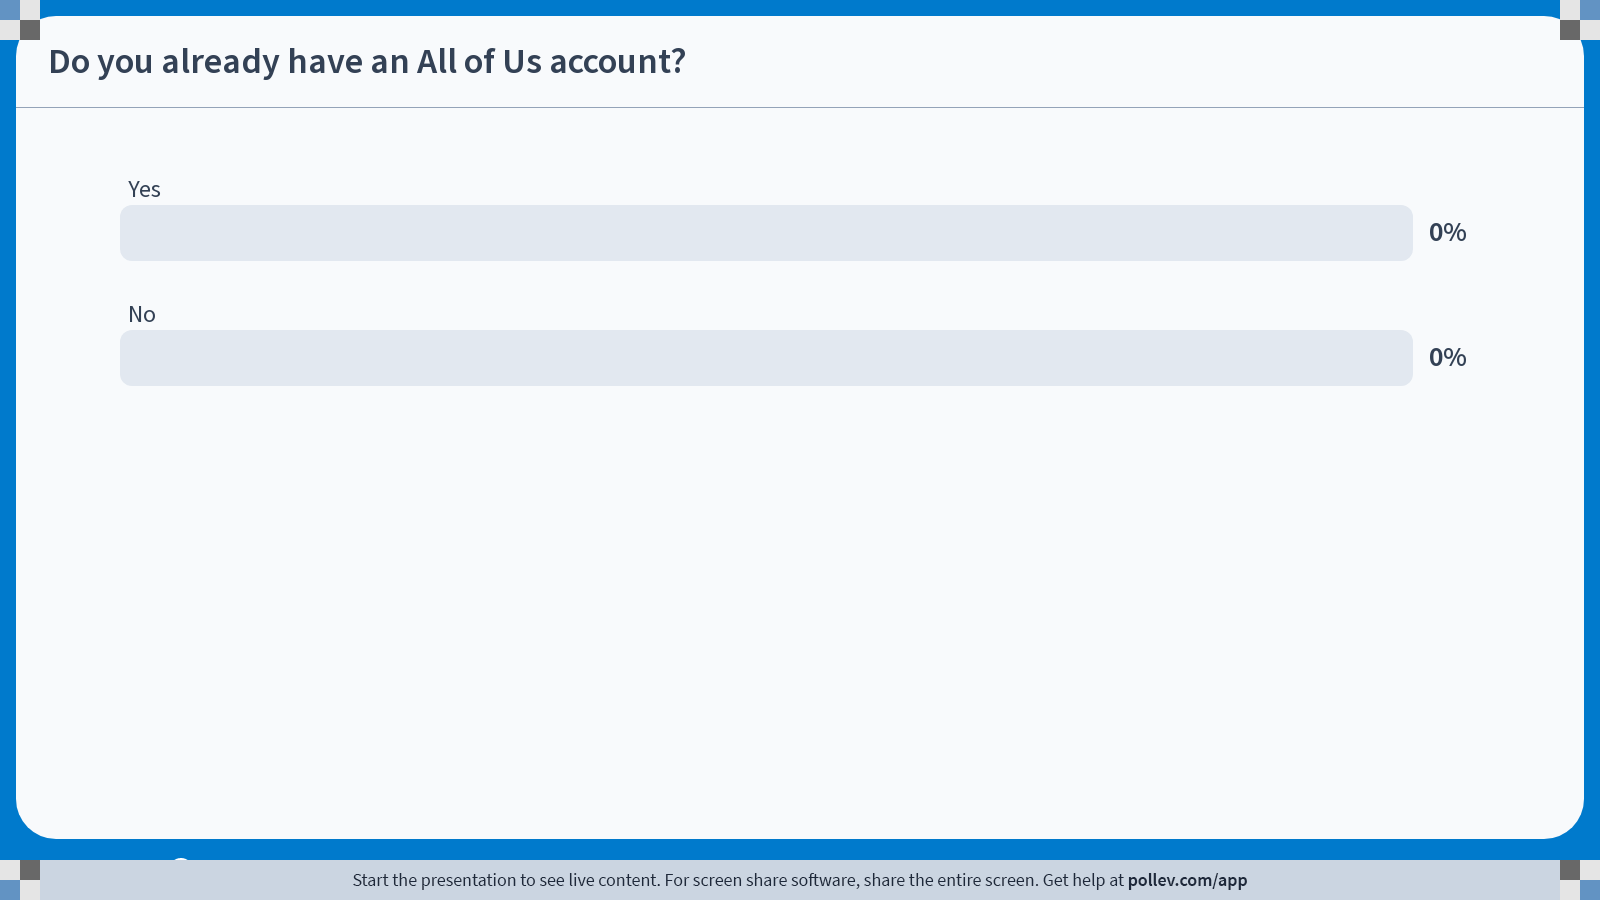 Do you already have an All of Us account?
Yes
0%
No
0%
Start the presentation to see live content. For screen share software, share the entire screen. Get help at pollev.com/app